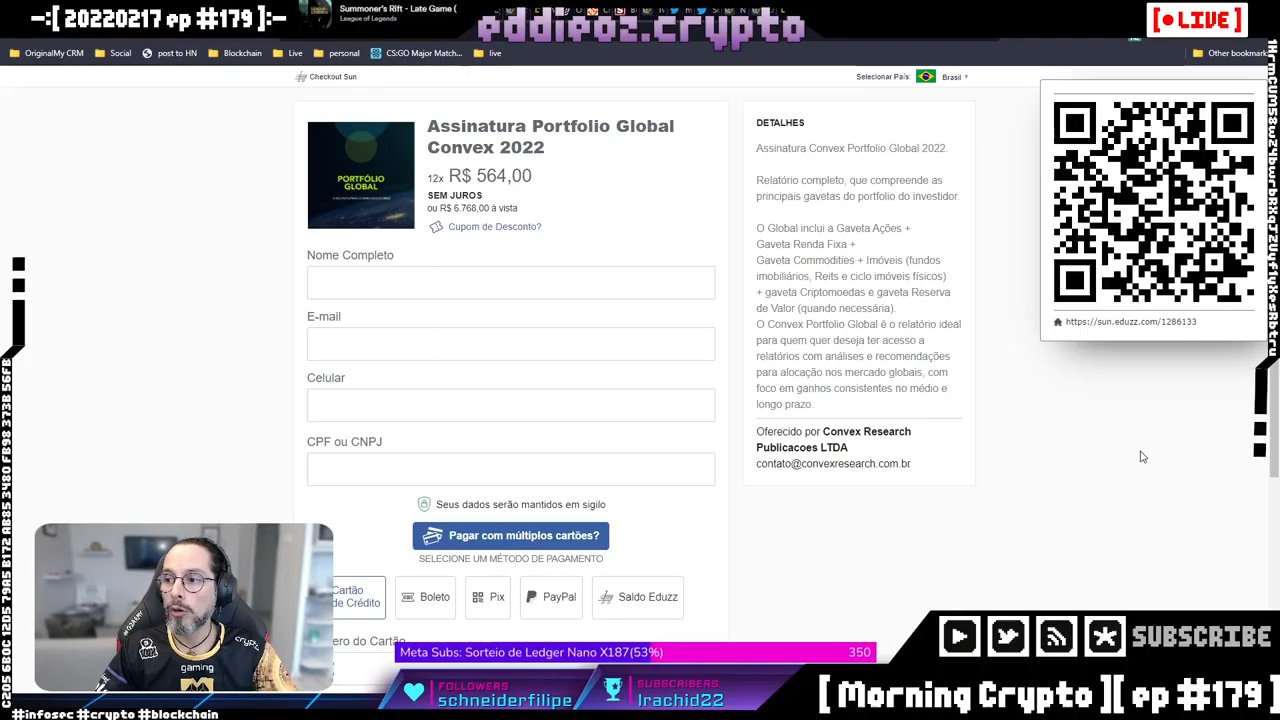 -:[ 20220217 ep #179 ]:-
Summoner's Rift - Late Game (
League of Legends
eddieoz.crypto
[ LIVE ]
OriginalMy CRM
Social
post to HN
Blockchain
Live
personal
CS:GO Major Match...
live
Other bookmark
Checkout Sun
Selecionar País:
Brasil
Assinatura Portfolio Global
Convex 2022
12x R$ 564,00
SEM JUROS
ou R$ 6.768,00 à vista
Cupom de Desconto?
PORTFÓLIO
GLOBAL
Nome Completo
E-mail
Celular
CPF ou CNPJ
Seus dados serão mantidos em sigilo
Pagar com múltiplos cartões?
SELECIONE UM MÉTODO DE PAGAMENTO
Cartão
de Crédito
Boleto
Pix
PayPal
Saldo Eduzz
ero do Cartão
DETALHES
Assinatura Convex Portfolio Global 2022.
Relatório completo, que compreende as
principais gavetas do portfolio do investidor.
O Global inclui a Gaveta Ações +
Gaveta Renda Fixa +
Gaveta Commodities + Imóveis (fundos
imobiliários, Reits e ciclo imóveis físicos)
+ gaveta Criptomoedas e gaveta Reserva
de Valor (quando necessária).
O Convex Portfolio Global é o relatório ideal
para quem quer deseja ter acesso a
relatórios com análises e recomendações
para alocação nos mercado globais, com
foco em ganhos consistentes no médio e
longo prazo.
Oferecido por Convex Research
Publicacoes LTDA
contato@convexresearch.com.br
https://sun.eduzz.com/1286133
Meta Subs: Sorteio de Ledger Nano X187(53%)
350
FOLLOWERS
schneiderfilipe
SUBSCRIBERS
lrachid22
SUBSCRIBE
[ Morning Crypto ][ ep #179 ]
#infosec #crypto #blockchain
gaming